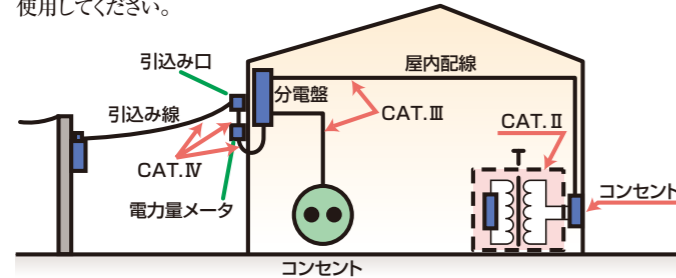 使用してください。
引込み口
屋内配線
分電盤
引込み線
CAT.Ⅲ
CAT.Ⅱ
CAT.Ⅳ
コンセント
電力量メータ
コンセント